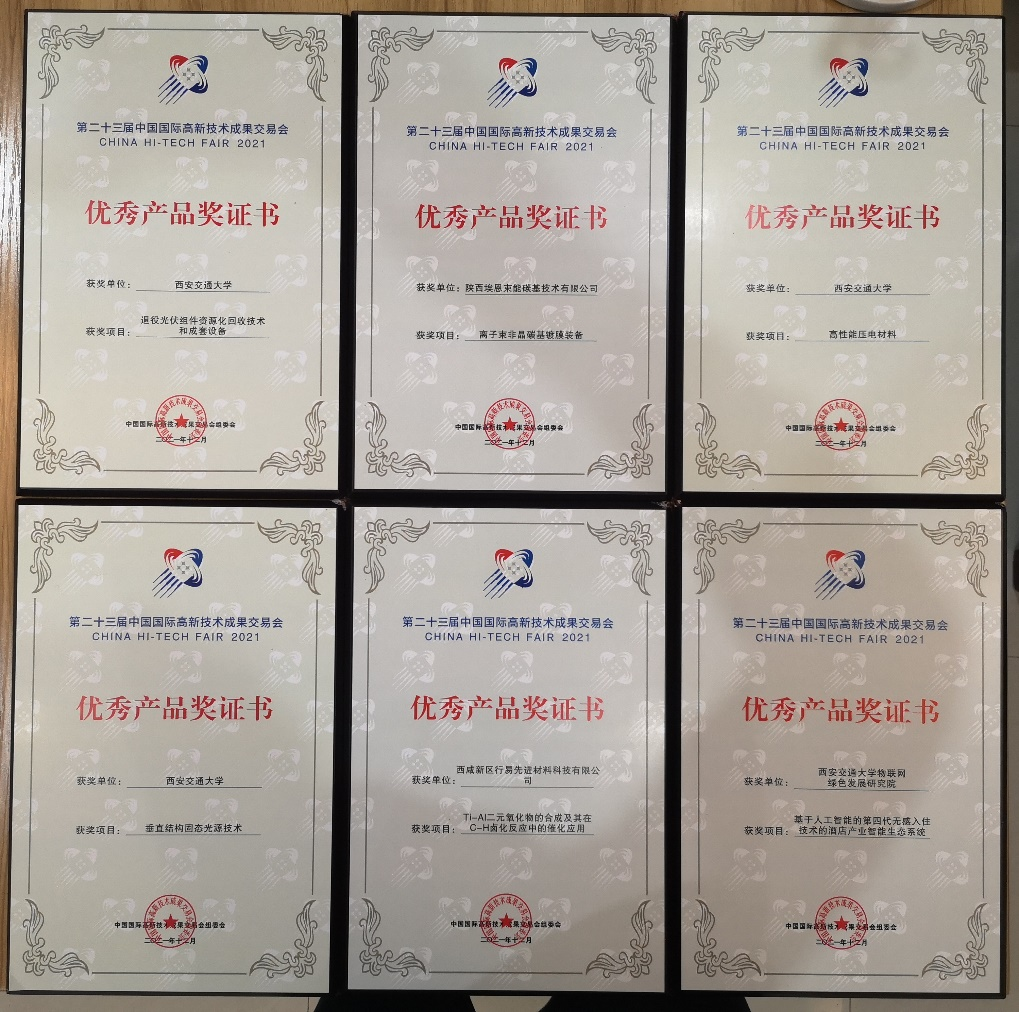 第二十三届中国国际高新技术成果交易会
CHINA HI-TECH FAIR 2021
优秀产品奖证书
获奖单位：西安交通大学
退役光伏组件资源化回收技术
获奖项目：和成套设备
中国国际高新技术成果交易会组委会
二〇二一年十二月
第二十三届中国国际高新技术成果交易会
CHINA HI-TECH FAIR 2021
优秀产品奖证书
获奖单位：陕西埃恩束能碳基技术有限公司
获奖项目：离子束非晶碳基镀膜装备
中国国际高新技术成果交易会组委会
二〇二一年十二月
第二十三届中国国际高新技术成果交易会
CHINA HI-TECH FAIR 2021
优秀产品奖证书
获奖单位：西安交通大学
获奖项目：高性能压电材料
中国国际高新技术成果交易会组委会
二〇二一年十二月
第二十三届中国国际高新技术成果交易会
CHINA HI-TECH FAIR 2021
优秀产品奖证书
获奖单位：西安交通大学
获奖项目：垂直结构固态光源技术
中国国际高新技术成果交易会组委会
二〇二一年十二月
第二十三届中国国际高新技术成果交易会
CHINA HI-TECH FAIR 2021
优秀产品奖证书
西咸新区行易先进材料科技有限公
获奖单位：司
Ti-Al二元氧化物的合成及其在
获奖项目：C-H卤化反应中的催化应用
中国国际高新技术成果交易会组委会
二〇二一年十二月
第二十三届中国国际高新技术成果交易会
CHINA HI-TECH FAIR 2021
优秀产品奖证书
西安交通大学物联网
获奖单位：绿色发展研究院
基于人工智能的第四代无感入住
获奖项目：技术的酒店产业智能生态系统
中国国际高新技术成果交易会组委会
二〇二一年十二月